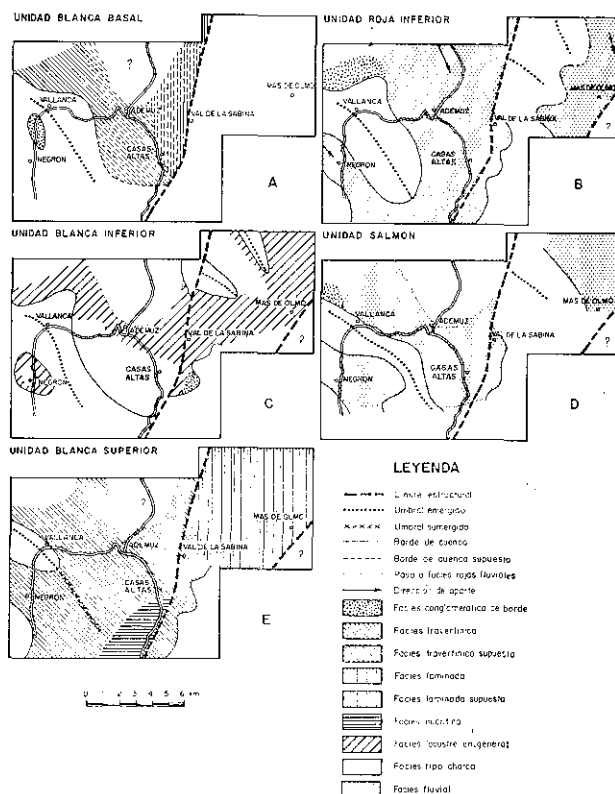 UNIDAD BLANCA BASAL
?
VALLANCA
ADEMUZ
MAS DE OLMO
VAL DE LA SABINA
NEGRON
CASAS ALTAS
A
UNIDAD ROJA INFERIOR
VALLANCA
ADEMUZ
MAS DE OLMO
VAL DE LA SABINA
NEGRON
CASAS ALTAS
?
B
UNIDAD BLANCA INFERIOR
VALLANCA
ADEMUZ
MAS DE OLMO
VAL DE LA SABINA
NEGRON
CASAS ALTAS
?
C
UNIDAD SALMON
VALLANCA
ADEMUZ
MAS DE OLMO
VAL DE LA SABINA
NEGRON
CASAS ALTAS
?
D
UNIDAD BLANCA SUPERIOR
?
VALLANCA
ADEMUZ
MAS DE OLMO
VAL DE LA SABINA
NEGRON
CASAS ALTAS
?
E
0 1 2 3 4 5 6 km
LEYENDA
Limite estructural
Umbral emergido
Umbral sumergido
Borde de cuenca
Borde de cuenca supuesto
Paso a facies rojas fluviales
Dirección de aporte
Facies conglomeratica de borde
Facies travertínica
Facies travertínica supuesta
Facies laminada
Facies laminada supuesta
Facies
Facies lacustre en general
Facies tipo charca
Facies fluvial